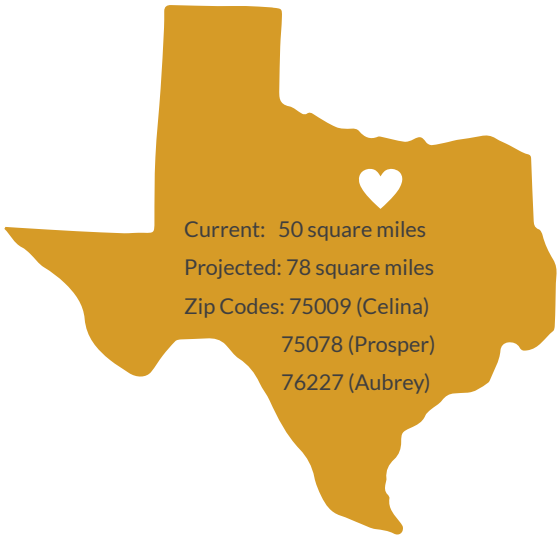 Current: 50 square miles
Projected: 78 square miles
Zip Codes: 75009 (Celina)
75078 (Prosper)
76227 (Aubrey)